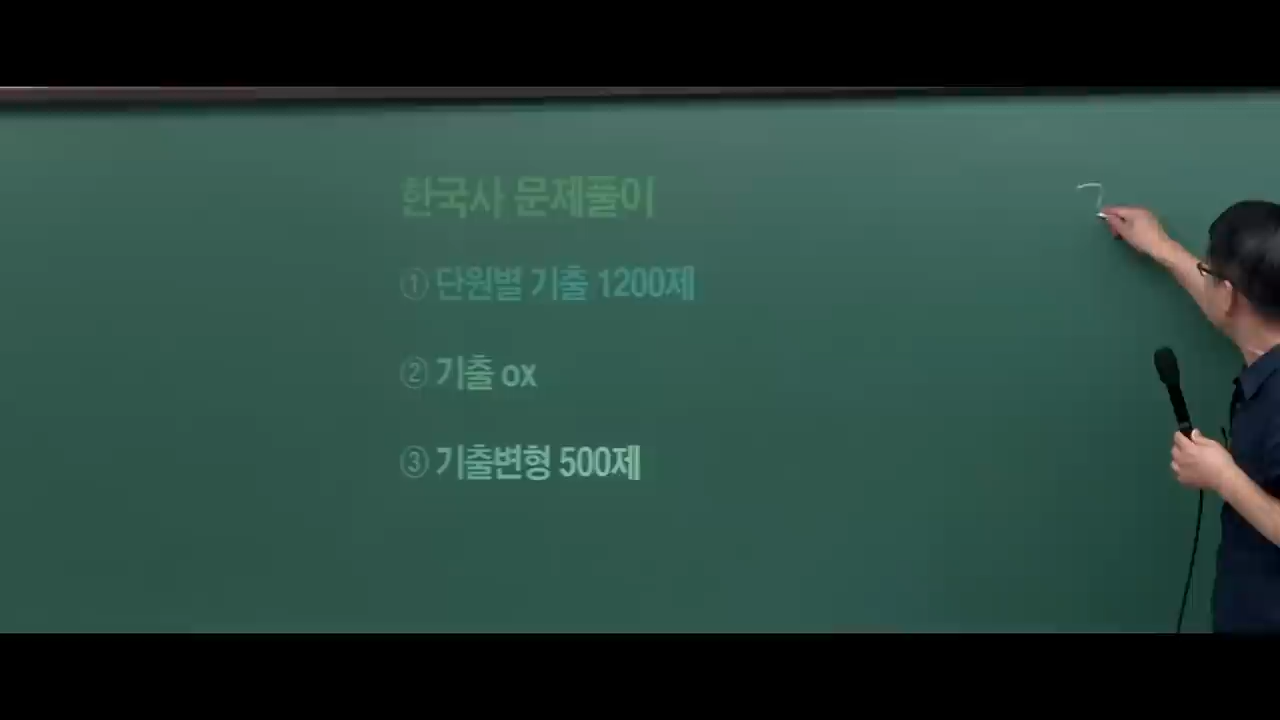 한국사 문제풀이
① 단원별 기출 1200제
② 기출 ox
③ 기출변형 500제